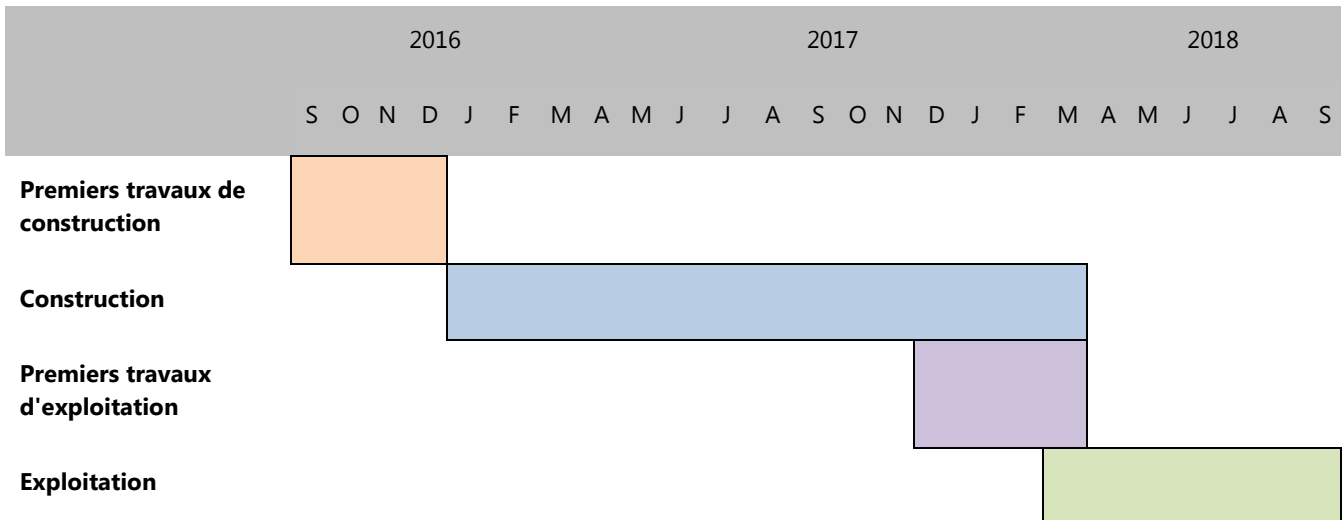 2016 2017 2018
S O N D J F M A M J J A S O N D J F M A M J J A S
Premiers travaux de
construction
Construction
Premiers travaux
d'exploitation
Exploitation